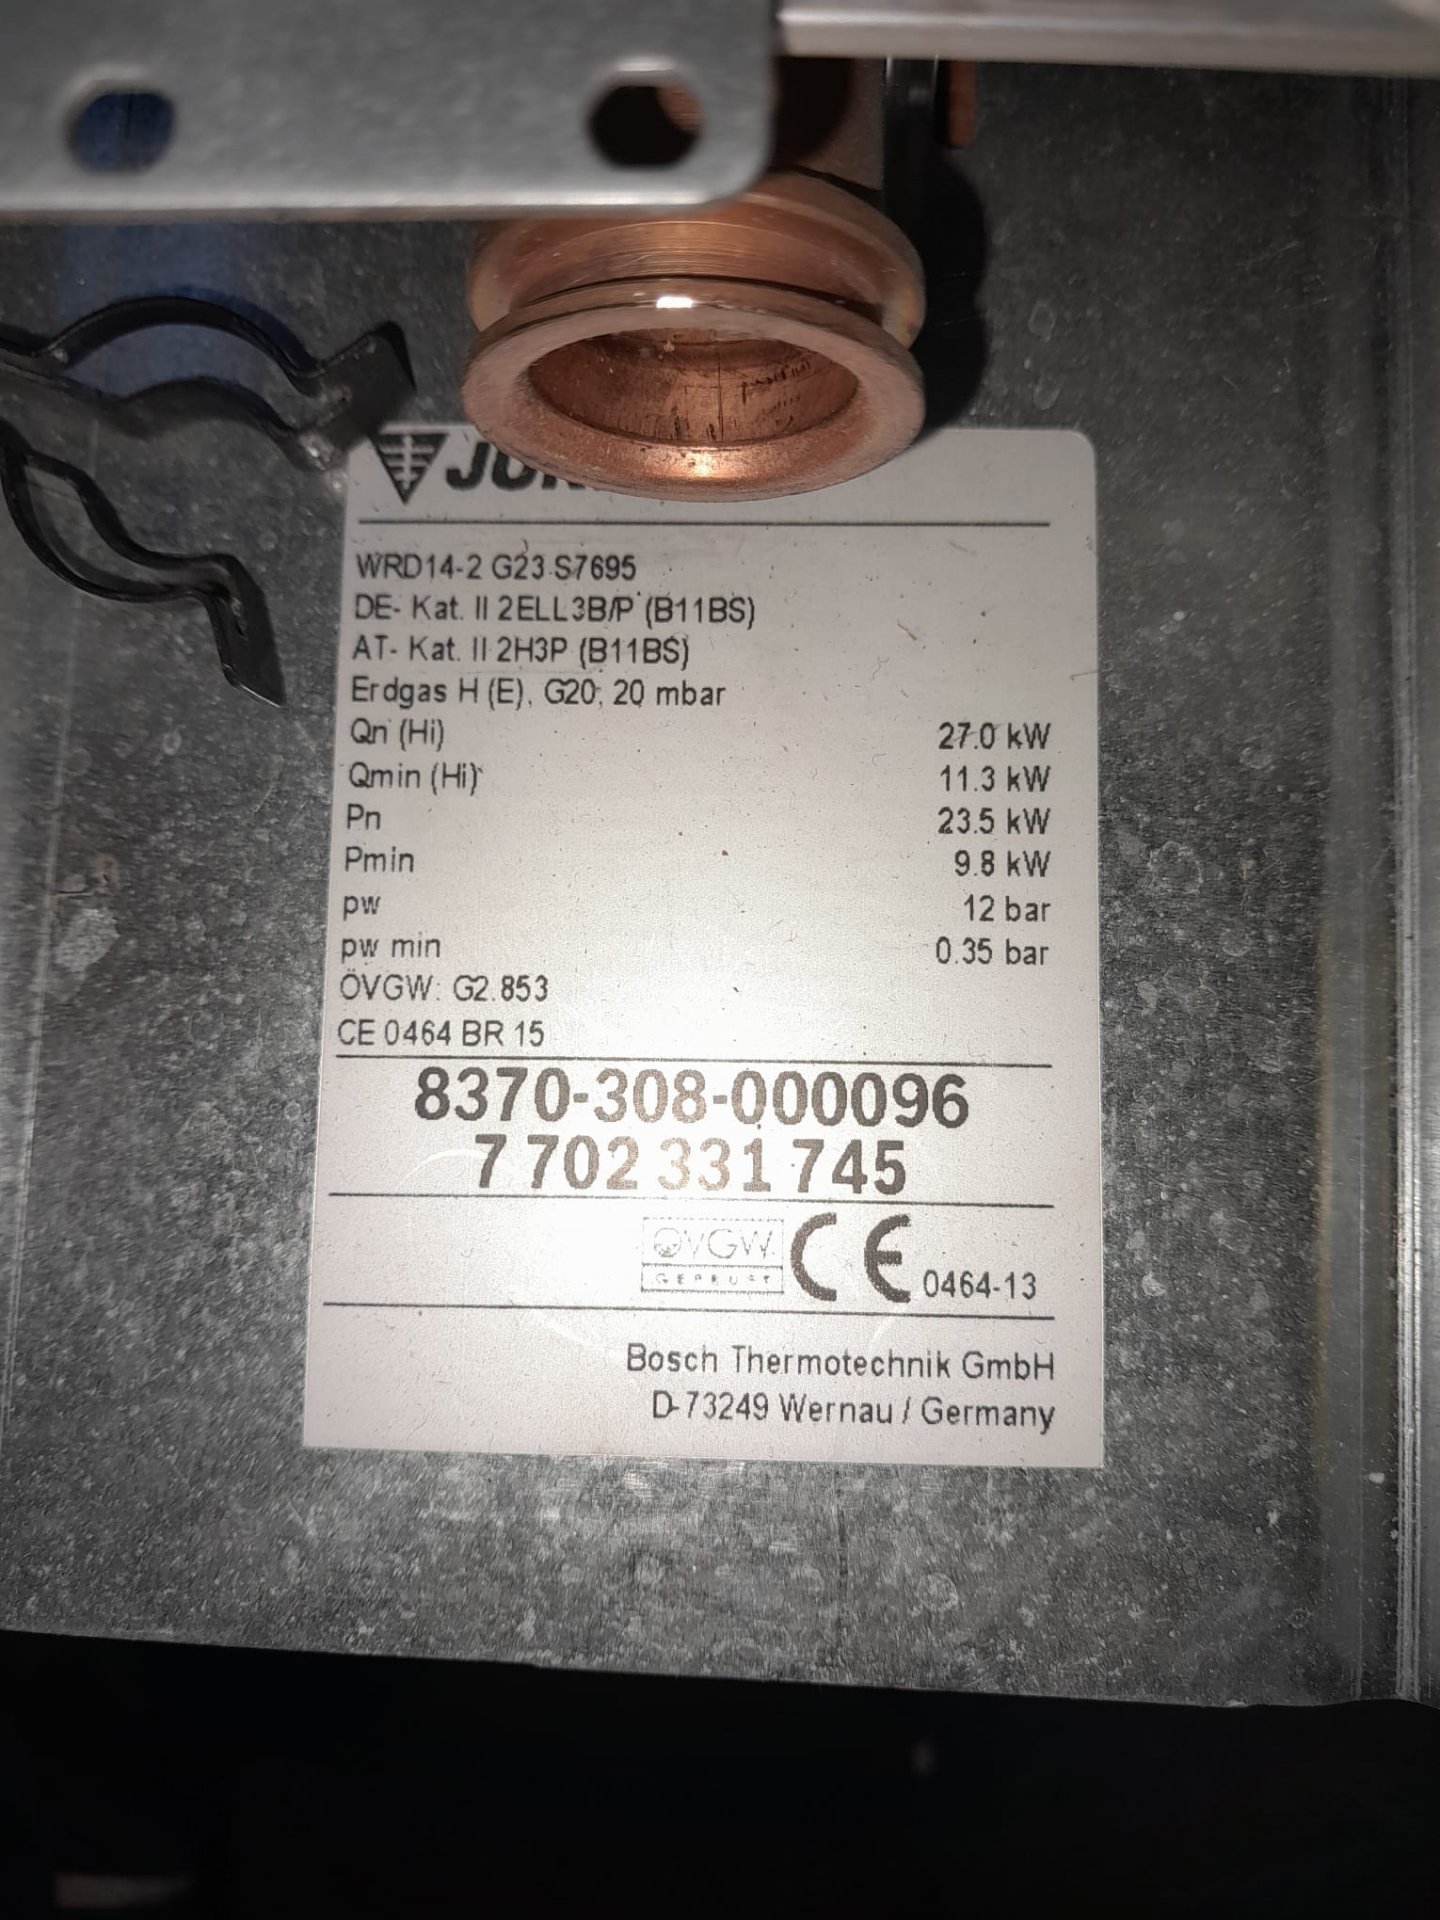 WRD14-2 G23 S7695
DE- Kat. II 2ELL3B/P (B11BS)
AT- Kat. II 2H3P (B11BS)
Erdgas H (E), G20, 20 mbar
Qn (Hi) 27.0 kW
Qmin (Hi) 11.3 kW
Pn 23.5 kW
Pmin 9.8 kW
pw 12 bar
pw min 0.35 bar
ÖVGW: G2.853
CE 0464 BR 15
8370-308-000096
7 702 331 745
ÖVGW
GEPRÜFT
CE 0464-13
Bosch Thermotechnik GmbH
D-73249 Wernau / Germany